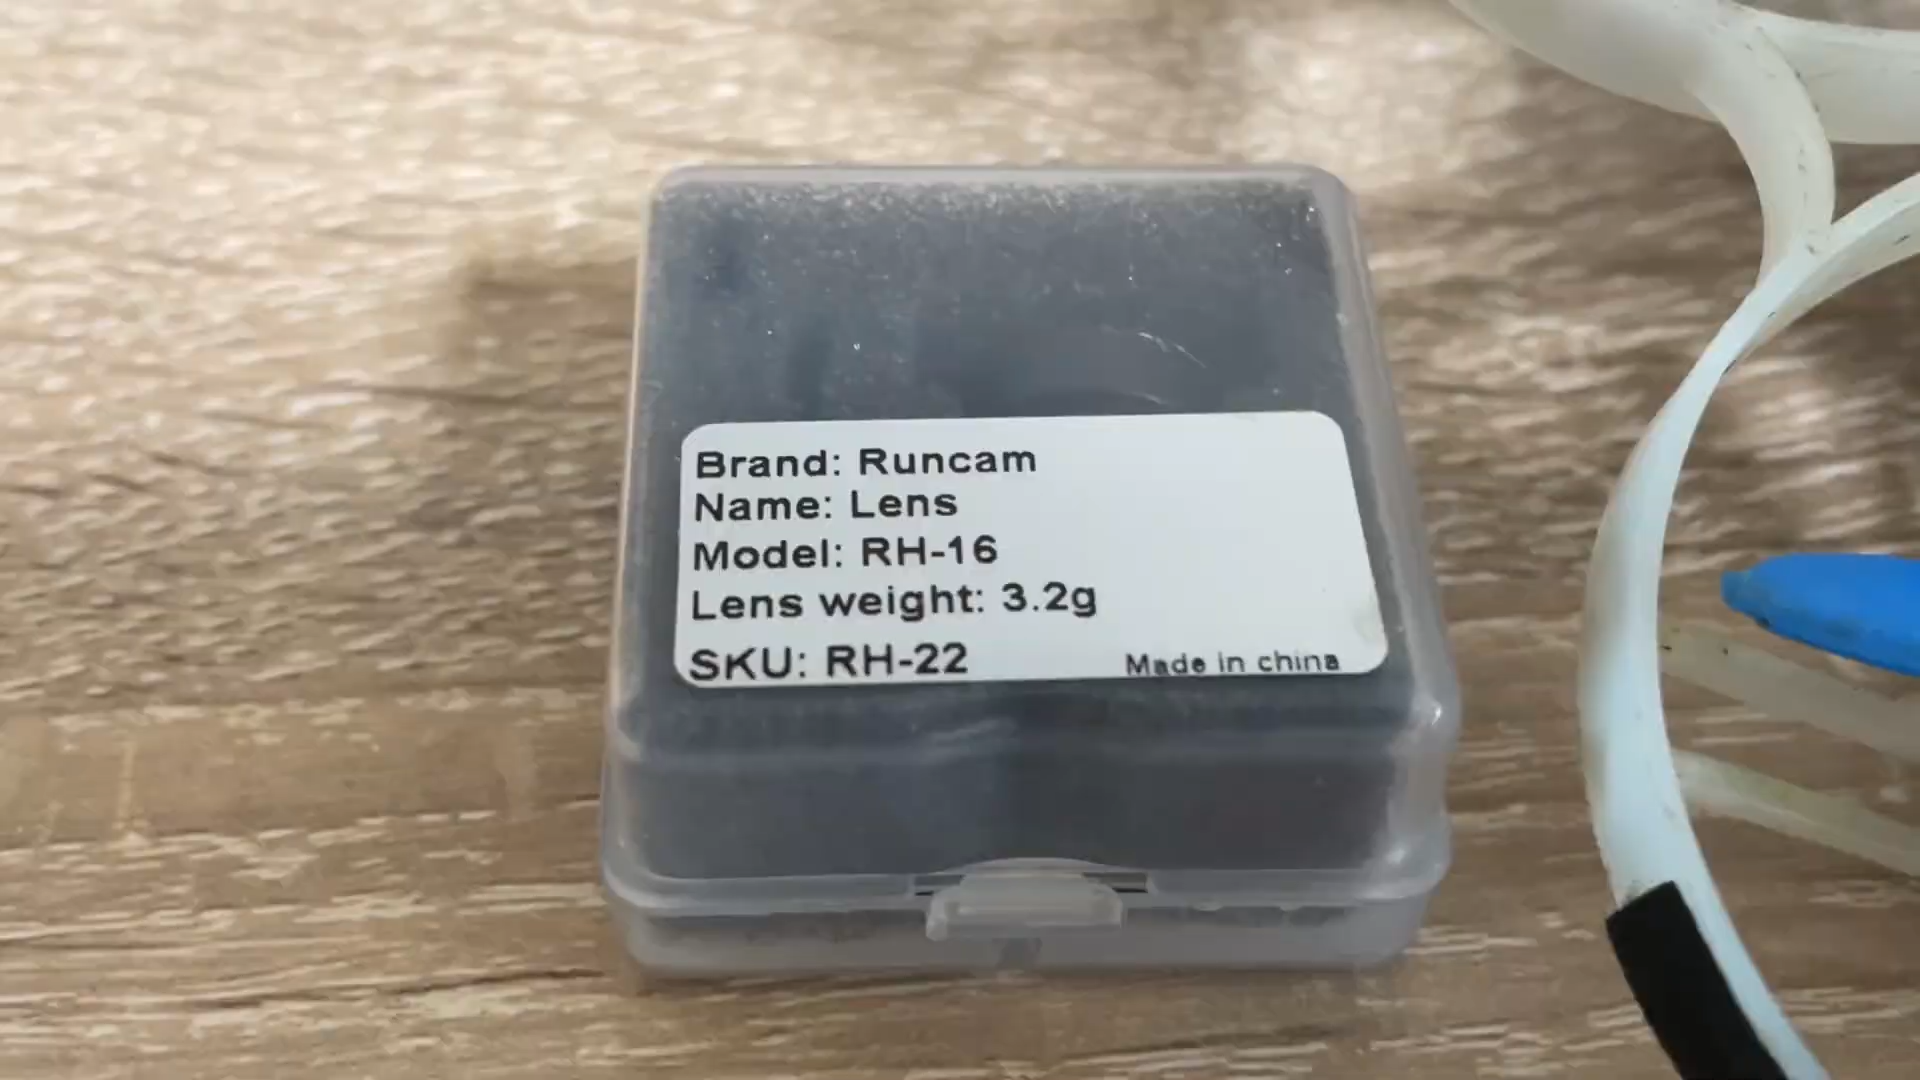 Brand: Runcam
Name: Lens
Model: RH-16
Lens weight: 3.2g
SKU: RH-22
Made in china